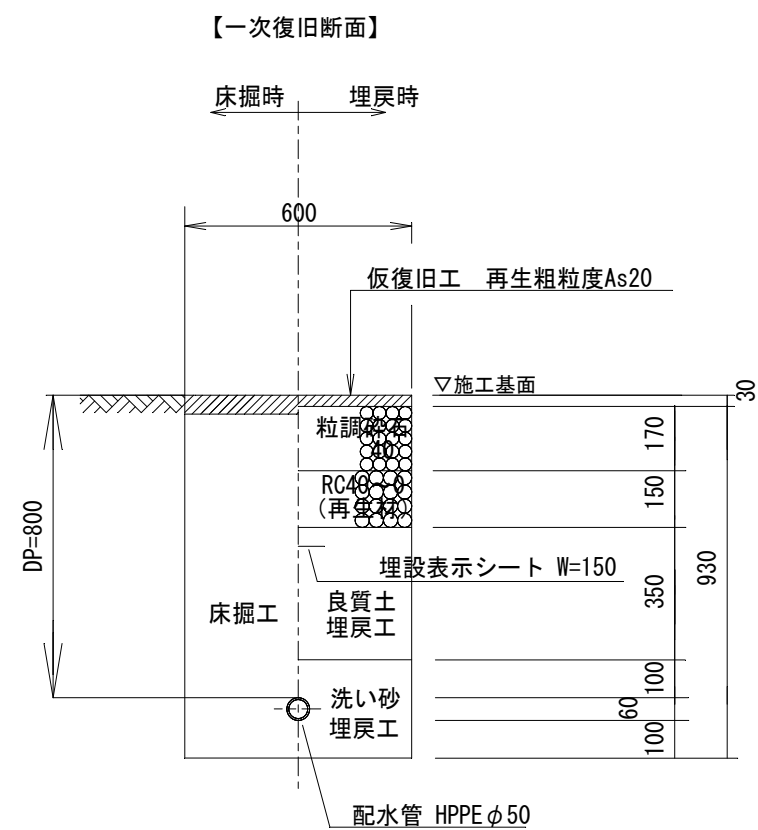 【一次復旧断面】
床掘時
埋戻時
600
仮復旧工　再生粗粒度As20
▽施工基面
30
粒調砕石
40
170
RC40～0
(再生材)
150
DP=800
埋設表示シート W=150
930
床掘工
良質土
埋戻工
350
100
洗い砂
埋戻工
60
100
配水管 HPPEφ50